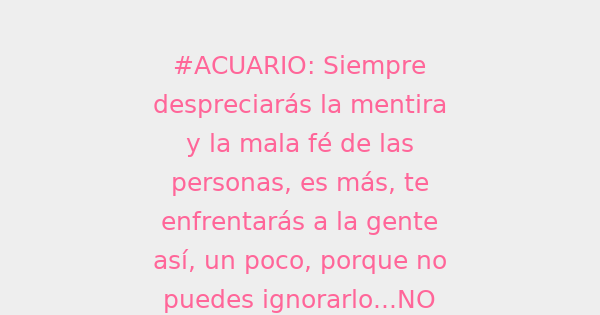 #ACUARIO: Siempre
despreciarás la mentira
y la mala fé de las
personas, es más, te
enfrentarás a la gente
así, un poco, porque no
puedes ignorarlo...NO